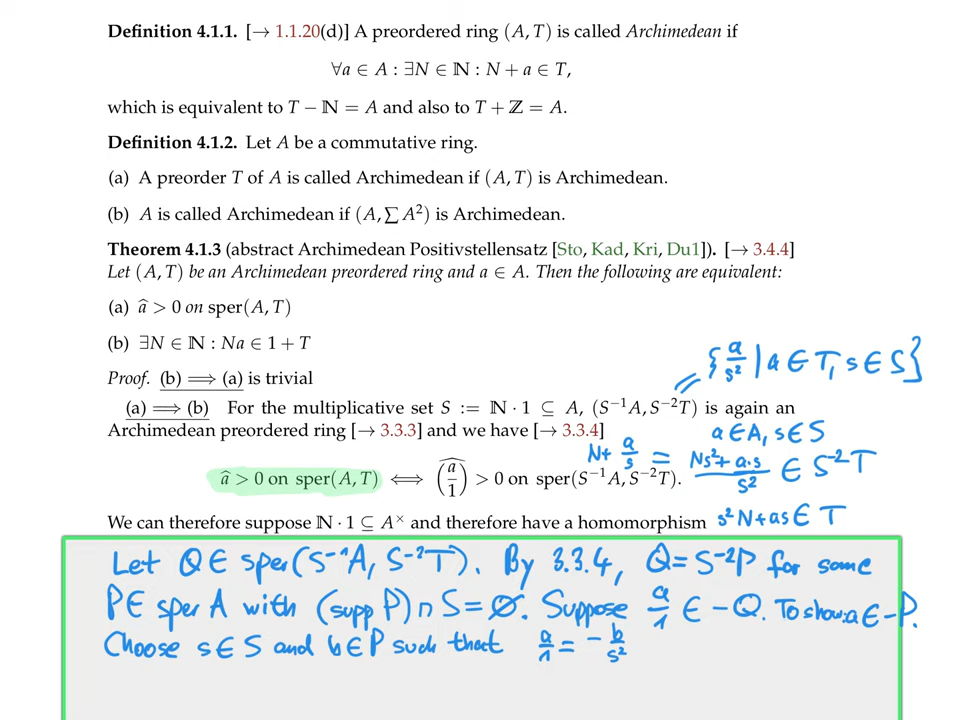 Definition 4.1.1. [→ 1.1.20(d)] A preordered ring (A, T) is called Archimedean if
∀a ∈ A : ∃N ∈ ℕ : N + a ∈ T,
which is equivalent to T − ℕ = A and also to T + ℤ = A.
Definition 4.1.2. Let A be a commutative ring.
(a) A preorder T of A is called Archimedean if (A, T) is Archimedean.
(b) A is called Archimedean if (A, ∑ A²) is Archimedean.
Theorem 4.1.3 (abstract Archimedean Positivstellensatz [Sto, Kad, Kri, Du1]). [→ 3.4.4]
Let (A, T) be an Archimedean preordered ring and a ∈ A. Then the following are equivalent:
(a) â > 0 on sper(A, T)
(b) ∃N ∈ ℕ : Na ∈ 1 + T
{a/s² | a ∈ T, s ∈ S}
Proof. (b) ⟹ (a) is trivial
=
(a) ⟹ (b) For the multiplicative set S := ℕ · 1 ⊆ A, (S⁻¹A, S⁻²T) is again an
Archimedean preordered ring [→ 3.3.3] and we have [→ 3.3.4]
a ∈ A, s ∈ S
N + a/s = (Ns² + a·s)/s² ∈ S⁻²T
â > 0 on sper(A, T) ⟺ (a/1)^ > 0 on sper(S⁻¹A, S⁻²T).
We can therefore suppose ℕ · 1 ⊆ A× and therefore have a homomorphism
s²N + as ∈ T
Let Q ∈ sper(S⁻¹A, S⁻²T). By 3.3.4, Q = S⁻²P for some
P ∈ sper A with (supp P) ∩ S = ∅. Suppose a/1 ∈ −Q. To show: a ∈ −P.
Choose s ∈ S and b ∈ P such that a/1 = − b/s²